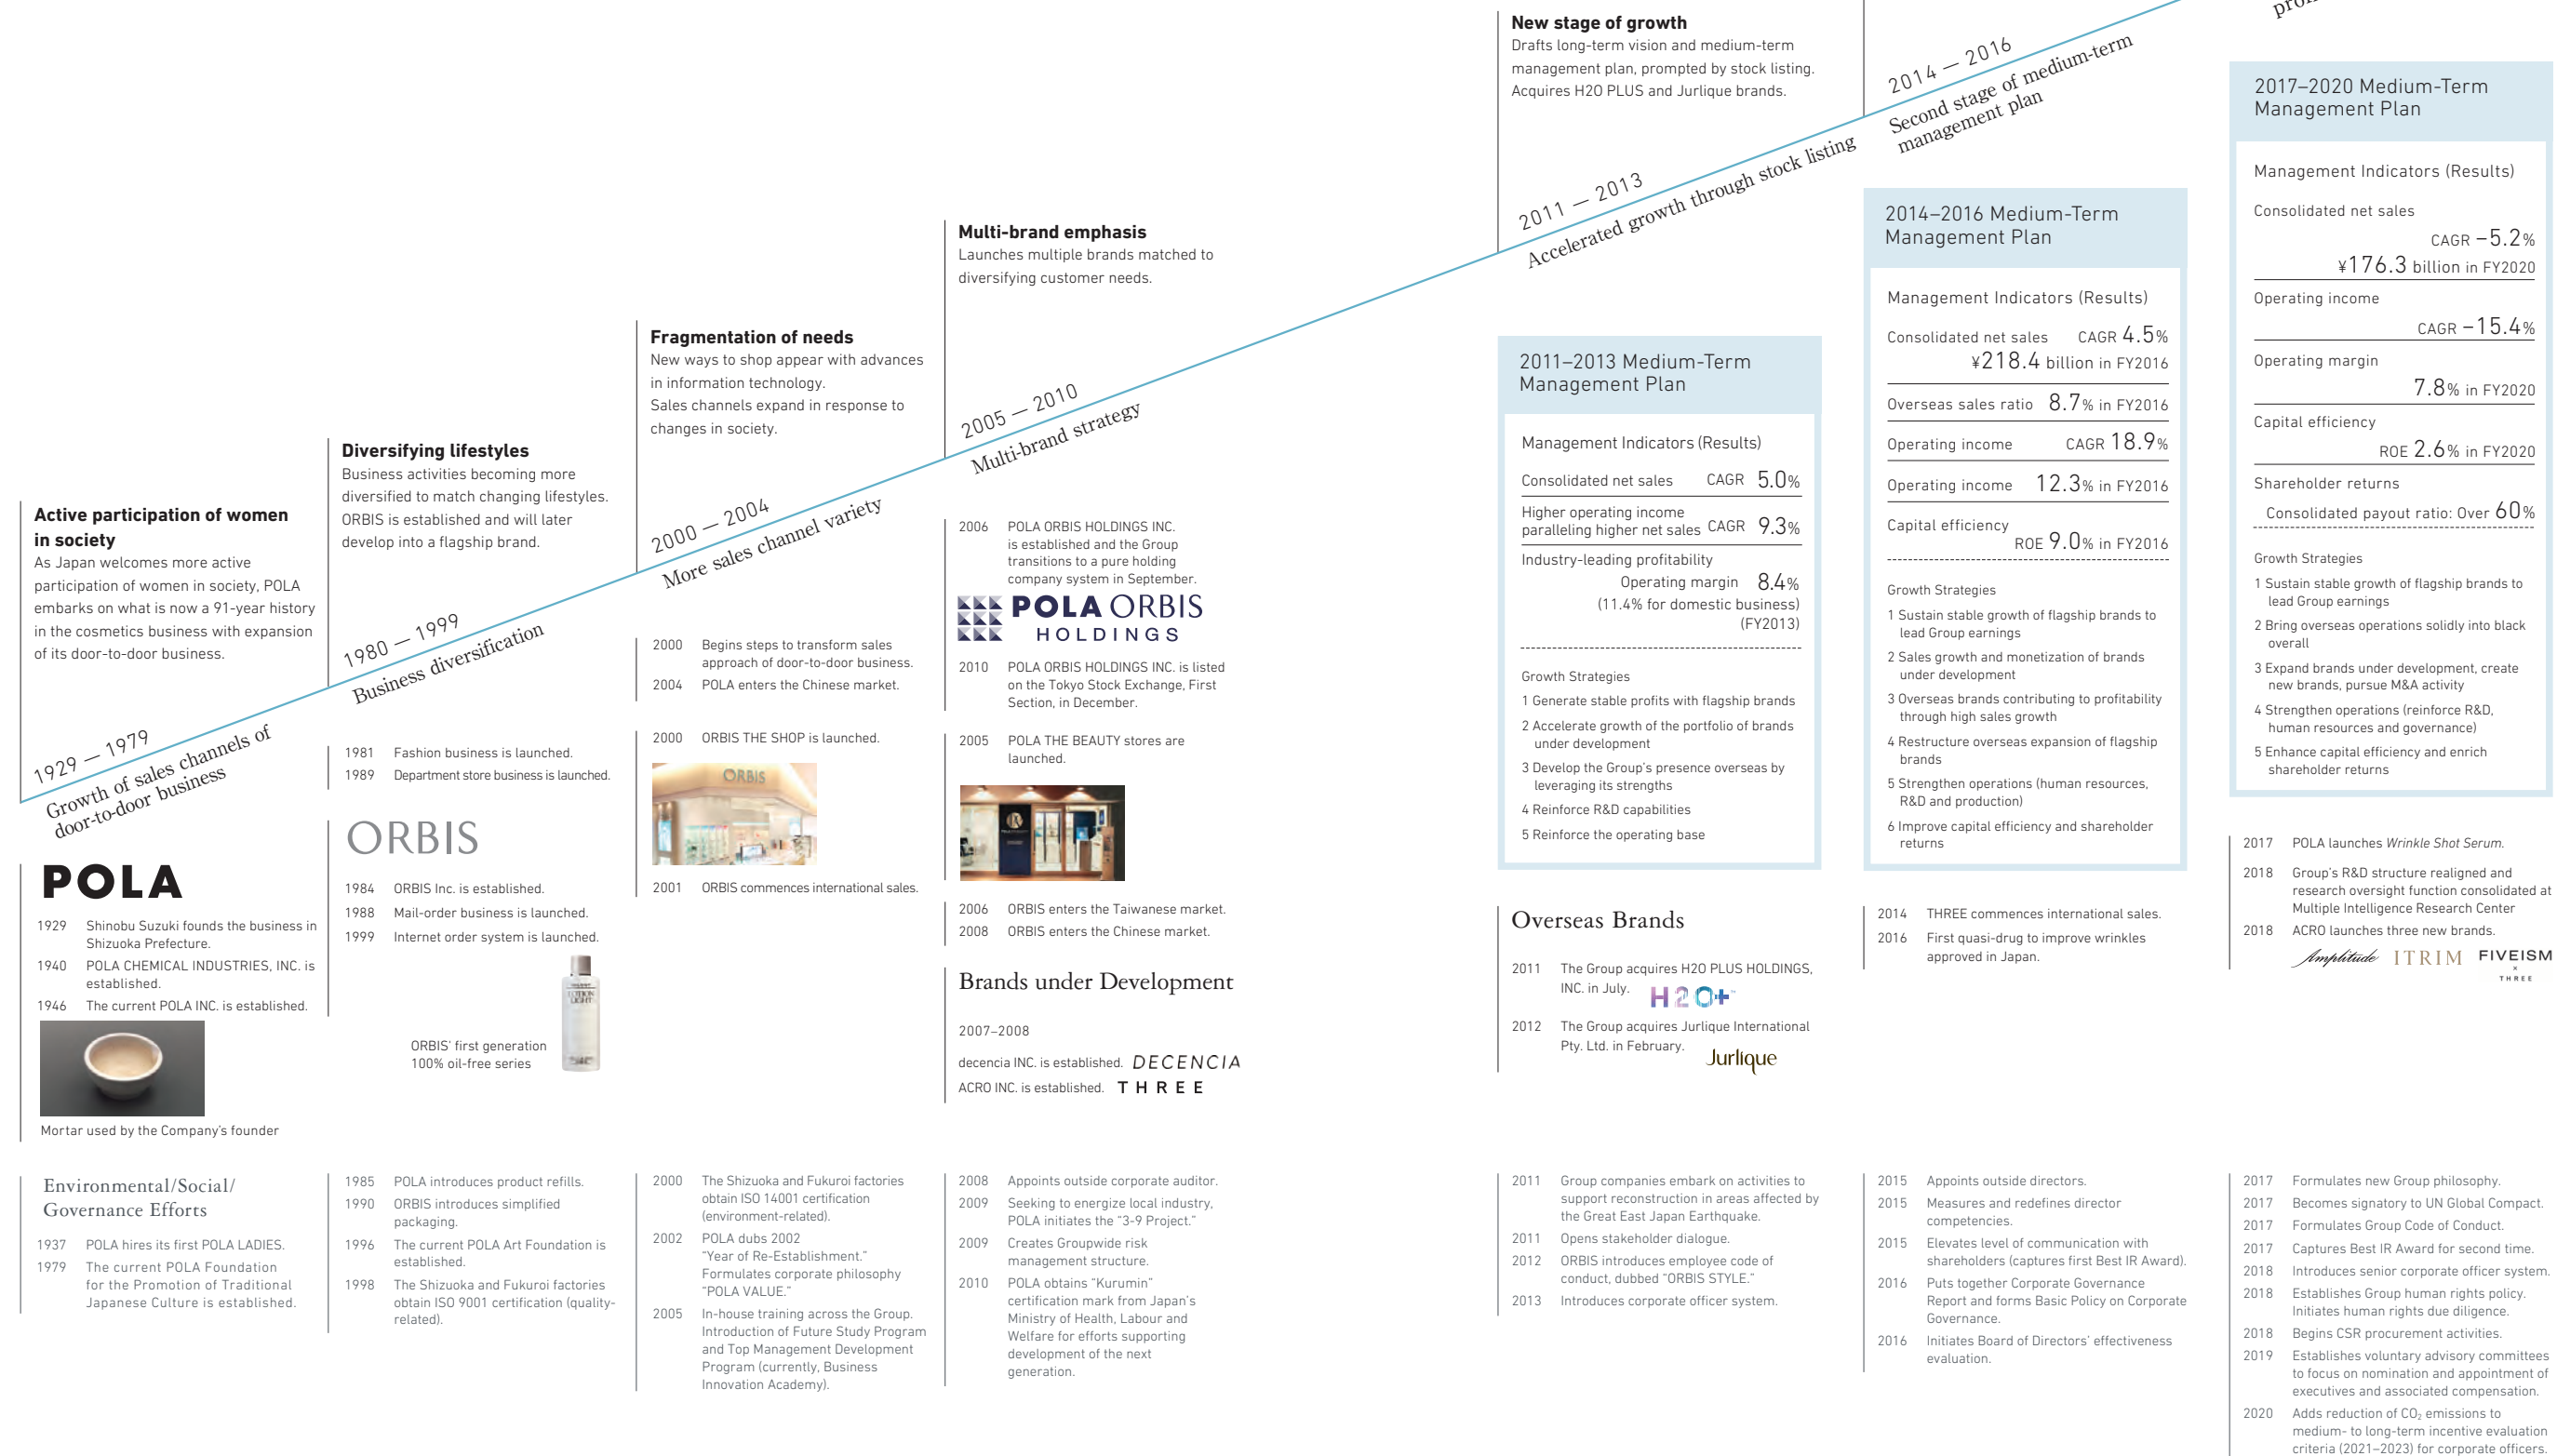 Active participation of women
in society
As Japan welcomes more active
participation of women in society, POLA
embarks on what is now a 91-year history
in the cosmetics business with expansion
of its door-to-door business.
1929 — 1979
Growth of sales channels of
door-to-door business
POLA
1929 Shinobu Suzuki founds the business in
Shizuoka Prefecture.
1940 POLA CHEMICAL INDUSTRIES, INC. is
established.
1946 The current POLA INC. is established.
Mortar used by the Company's founder
Environmental/Social/
Governance Efforts
1937 POLA hires its first POLA LADIES.
1979 The current POLA Foundation
for the Promotion of Traditional
Japanese Culture is established.
Diversifying lifestyles
Business activities becoming more
diversified to match changing lifestyles.
ORBIS is established and will later
develop into a flagship brand.
1980 — 1999
Business diversification
1981 Fashion business is launched.
1989 Department store business is launched.
ORBIS
1984 ORBIS Inc. is established.
1988 Mail-order business is launched.
1999 Internet order system is launched.
LOTION
LIGHT
ORBIS' first generation
100% oil-free series
1985 POLA introduces product refills.
1990 ORBIS introduces simplified
packaging.
1996 The current POLA Art Foundation is
established.
1998 The Shizuoka and Fukuroi factories
obtain ISO 9001 certification (quality-
related).
Fragmentation of needs
New ways to shop appear with advances
in information technology.
Sales channels expand in response to
changes in society.
2000 — 2004
More sales channel variety
2000 Begins steps to transform sales
approach of door-to-door business.
2004 POLA enters the Chinese market.
2000 ORBIS THE SHOP is launched.
ORBIS
2001 ORBIS commences international sales.
2000 The Shizuoka and Fukuroi factories
obtain ISO 14001 certification
(environment-related).
2002 POLA dubs 2002
"Year of Re-Establishment."
Formulates corporate philosophy
"POLA VALUE."
2005 In-house training across the Group.
Introduction of Future Study Program
and Top Management Development
Program (currently, Business
Innovation Academy).
Multi-brand emphasis
Launches multiple brands matched to
diversifying customer needs.
2005 — 2010
Multi-brand strategy
2006 POLA ORBIS HOLDINGS INC.
is established and the Group
transitions to a pure holding
company system in September.
POLA ORBIS
HOLDINGS
2010 POLA ORBIS HOLDINGS INC. is listed
on the Tokyo Stock Exchange, First
Section, in December.
2005 POLA THE BEAUTY stores are
launched.
2006 ORBIS enters the Taiwanese market.
2008 ORBIS enters the Chinese market.
Brands under Development
2007–2008
decencia INC. is established. DECENCIA
ACRO INC. is established. THREE
2008 Appoints outside corporate auditor.
2009 Seeking to energize local industry,
POLA initiates the "3-9 Project."
2009 Creates Groupwide risk
management structure.
2010 POLA obtains "Kurumin"
certification mark from Japan's
Ministry of Health, Labour and
Welfare for efforts supporting
development of the next
generation.
New stage of growth
Drafts long-term vision and medium-term
management plan, prompted by stock listing.
Acquires H2O PLUS and Jurlique brands.
2011 — 2013
Accelerated growth through stock listing
2011–2013 Medium-Term
Management Plan
Management Indicators (Results)
Consolidated net sales CAGR 5.0%
Higher operating income
paralleling higher net sales CAGR 9.3%
Industry-leading profitability
Operating margin 8.4%
(11.4% for domestic business)
(FY2013)
Growth Strategies
1 Generate stable profits with flagship brands
2 Accelerate growth of the portfolio of brands
under development
3 Develop the Group's presence overseas by
leveraging its strengths
4 Reinforce R&D capabilities
5 Reinforce the operating base
Overseas Brands
2011 The Group acquires H2O PLUS HOLDINGS,
INC. in July.
H2O+
2012 The Group acquires Jurlique International
Pty. Ltd. in February.
Jurlique
2011 Group companies embark on activities to
support reconstruction in areas affected by
the Great East Japan Earthquake.
2011 Opens stakeholder dialogue.
2012 ORBIS introduces employee code of
conduct, dubbed "ORBIS STYLE."
2013 Introduces corporate officer system.
2014 — 2016
Second stage of medium-term
management plan
2014–2016 Medium-Term
Management Plan
Management Indicators (Results)
Consolidated net sales CAGR 4.5%
¥218.4 billion in FY2016
Overseas sales ratio 8.7% in FY2016
Operating income CAGR 18.9%
Operating income 12.3% in FY2016
Capital efficiency
ROE 9.0% in FY2016
Growth Strategies
1 Sustain stable growth of flagship brands to
lead Group earnings
2 Sales growth and monetization of brands
under development
3 Overseas brands contributing to profitability
through high sales growth
4 Restructure overseas expansion of flagship
brands
5 Strengthen operations (human resources,
R&D and production)
6 Improve capital efficiency and shareholder
returns
2014 THREE commences international sales.
2016 First quasi-drug to improve wrinkles
approved in Japan.
2015 Appoints outside directors.
2015 Measures and redefines director
competencies.
2015 Elevates level of communication with
shareholders (captures first Best IR Award).
2016 Puts together Corporate Governance
Report and forms Basic Policy on Corporate
Governance.
2016 Initiates Board of Directors' effectiveness
evaluation.
2017–2020 Medium-Term
Management Plan
Management Indicators (Results)
Consolidated net sales
CAGR –5.2%
¥176.3 billion in FY2020
Operating income
CAGR –15.4%
Operating margin
7.8% in FY2020
Capital efficiency
ROE 2.6% in FY2020
Shareholder returns
Consolidated payout ratio: Over 60%
Growth Strategies
1 Sustain stable growth of flagship brands to
lead Group earnings
2 Bring overseas operations solidly into black
overall
3 Expand brands under development, create
new brands, pursue M&A activity
4 Strengthen operations (reinforce R&D,
human resources and governance)
5 Enhance capital efficiency and enrich
shareholder returns
2017 POLA launches Wrinkle Shot Serum.
2018 Group's R&D structure realigned and
research oversight function consolidated at
Multiple Intelligence Research Center
2018 ACRO launches three new brands.
Amplitude ITRIM FIVEISM
×
THREE
2017 Formulates new Group philosophy.
2017 Becomes signatory to UN Global Compact.
2017 Formulates Group Code of Conduct.
2017 Captures Best IR Award for second time.
2018 Introduces senior corporate officer system.
2018 Establishes Group human rights policy.
Initiates human rights due diligence.
2018 Begins CSR procurement activities.
2019 Establishes voluntary advisory committees
to focus on nomination and appointment of
executives and associated compensation.
2020 Adds reduction of CO₂ emissions to
medium- to long-term incentive evaluation
criteria (2021–2023) for corporate officers.